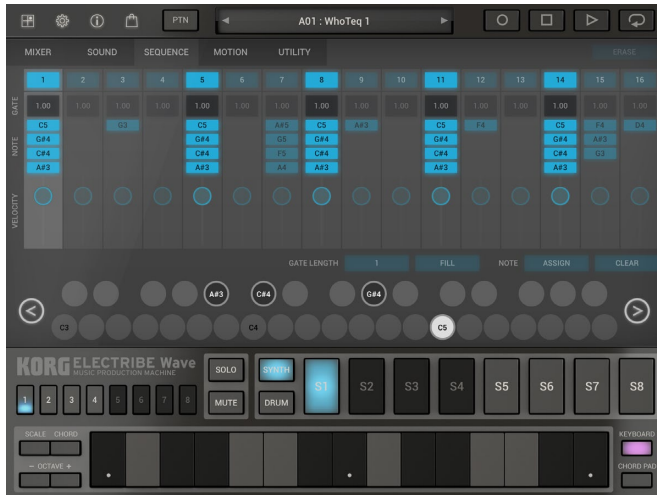 PTN
A01 : WhoTeq 1
MIXER SOUND SEQUENCE MOTION UTILITY ERASE
1 2 3 4 5 6 7 8 9 10 11 12 13 14 15 16
GATE 1.00 1.00 1.00 1.00 1.00 1.00 1.00 1.00 1.00 1.00 1.00 1.00 1.00 1.00 1.00 1.00
NOTE
C5 G3 C5 A#5 C5 A#3 C5 F4 C5 F4 D4
G#4 G#4 G5 G#4 G#4 G#4 A#3
C#4 C#4 F5 C#4 C#4 C#4 G3
A#3 A#3 A4 A#3 A#3 A#3
VELOCITY
GATE LENGTH 1 FILL NOTE ASSIGN CLEAR
A#3 C#4 G#4
C3 C4 C5
KORG ELECTRIBE Wave
MUSIC PRODUCTION MACHINE
1 2 3 4 5 6 7 8
SOLO SYNTH
MUTE DRUM
S1 S2 S3 S4 S5 S6 S7 S8
SCALE CHORD
− OCTAVE +
KEYBOARD
CHORD PAD